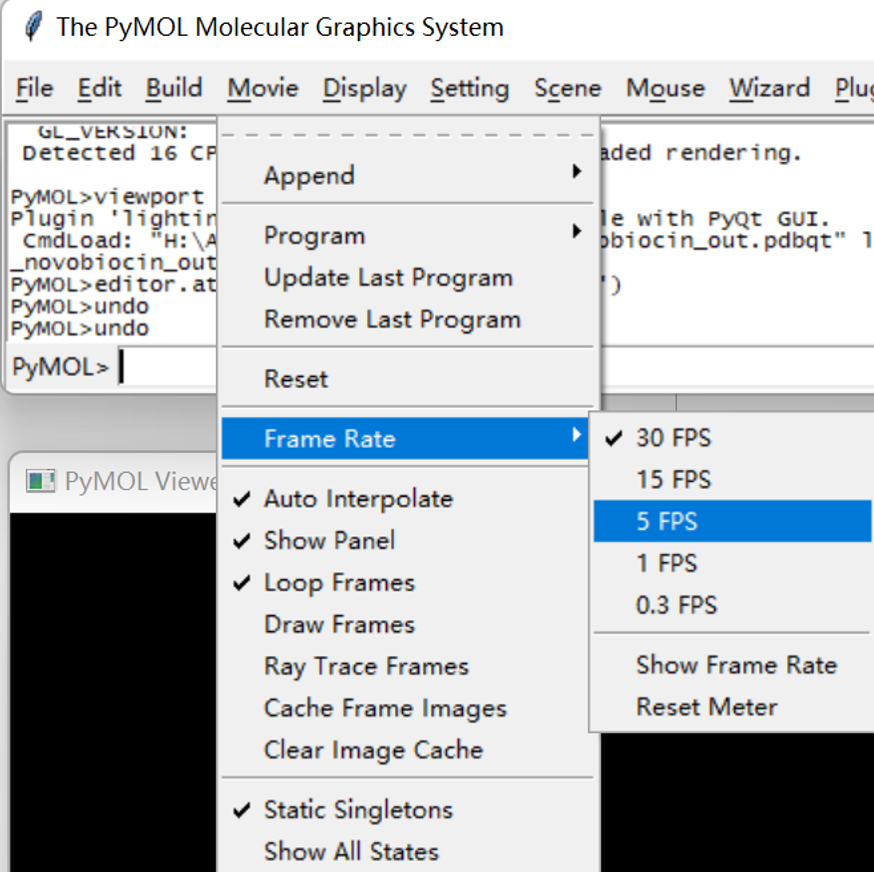 The PyMOL Molecular Graphics System
File Edit Build Movie Display Setting Scene Mouse Wizard Plug
GL_VERSION:
Detected 16 CP aded rendering.
PyMOL>viewport
Plugin 'lightin le with PyQt GUI.
CmdLoad: "H:\A obiocin_out.pdbqt" l
_novobiocin_out
PyMOL>editor.at ')
PyMOL>undo
PyMOL>undo
PyMOL>
PyMOL Viewe
Append
Program
Update Last Program
Remove Last Program
Reset
Frame Rate
Auto Interpolate
Show Panel
Loop Frames
Draw Frames
Ray Trace Frames
Cache Frame Images
Clear Image Cache
Static Singletons
Show All States
30 FPS
15 FPS
5 FPS
1 FPS
0.3 FPS
Show Frame Rate
Reset Meter